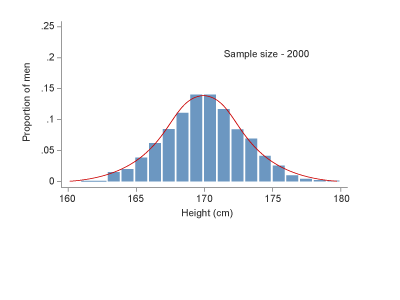 .25
.2
.15
.1
.05
0
Proportion of men
Sample size - 2000
160 165 170 175 180
Height (cm)